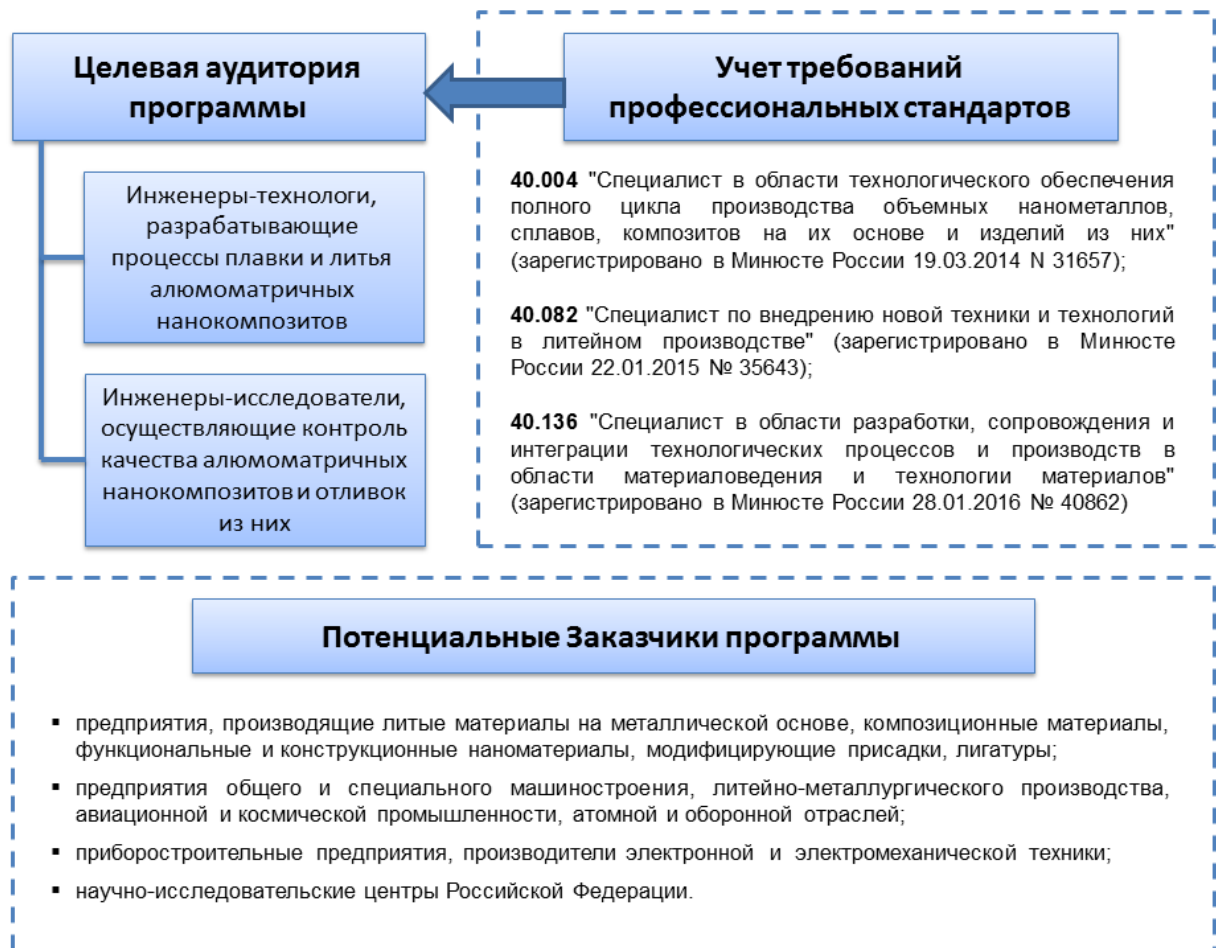 Целевая аудитория
программы
Инженеры-технологи,
разрабатывающие
процессы плавки и литья
алюмоматричных
нанокомпозитов
Инженеры-исследователи,
осуществляющие контроль
качества алюмоматричных
нанокомпозитов и отливок
из них
Учет требований
профессиональных стандартов
40.004 "Специалист в области технологического обеспечения
полного цикла производства объемных нанометаллов,
сплавов, композитов на их основе и изделий из них"
(зарегистрировано в Минюсте России 19.03.2014 N 31657);
40.082 "Специалист по внедрению новой техники и технологий
в литейном производстве" (зарегистрировано в Минюсте
России 22.01.2015 № 35643);
40.136 "Специалист в области разработки, сопровождения и
интеграции технологических процессов и производств в
области материаловедения и технологии материалов"
(зарегистрировано в Минюсте России 28.01.2016 № 40862)
Потенциальные Заказчики программы
▪ предприятия, производящие литые материалы на металлической основе, композиционные материалы,
функциональные и конструкционные наноматериалы, модифицирующие присадки, лигатуры;
▪ предприятия общего и специального машиностроения, литейно-металлургического производства,
авиационной и космической промышленности, атомной и оборонной отраслей;
▪ приборостроительные предприятия, производители электронной и электромеханической техники;
▪ научно-исследовательские центры Российской Федерации.